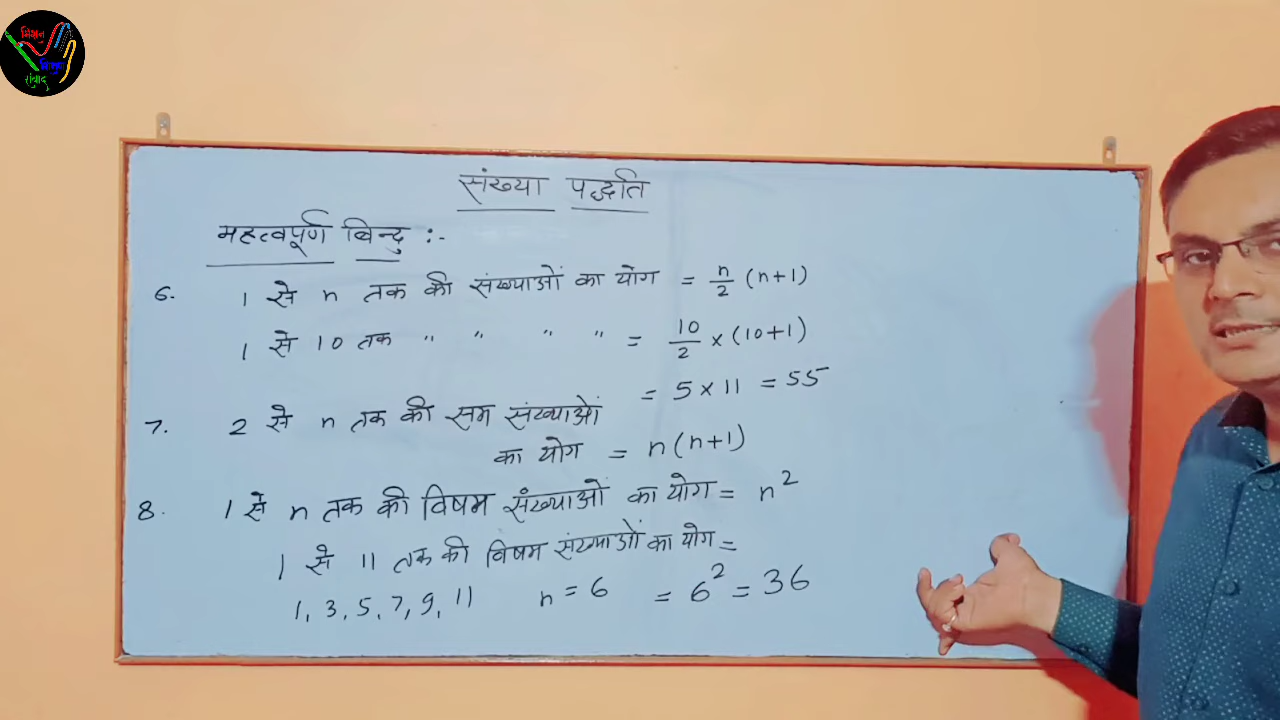 संख्या पद्धति
महत्वपूर्ण बिन्दु :-
6. 1 से n तक की संख्याओं का योग = n/2 (n+1)
1 से 10 तक " " " " = 10/2 × (10+1)
= 5 × 11 = 55
7. 2 से n तक की सम संख्याओं
का योग = n(n+1)
8. 1 से n तक की विषम संख्याओं का योग = n²
1 से 11 तक की विषम संख्याओं का योग =
1, 3, 5, 7, 9, 11 n = 6 = 6² = 36
संवाद